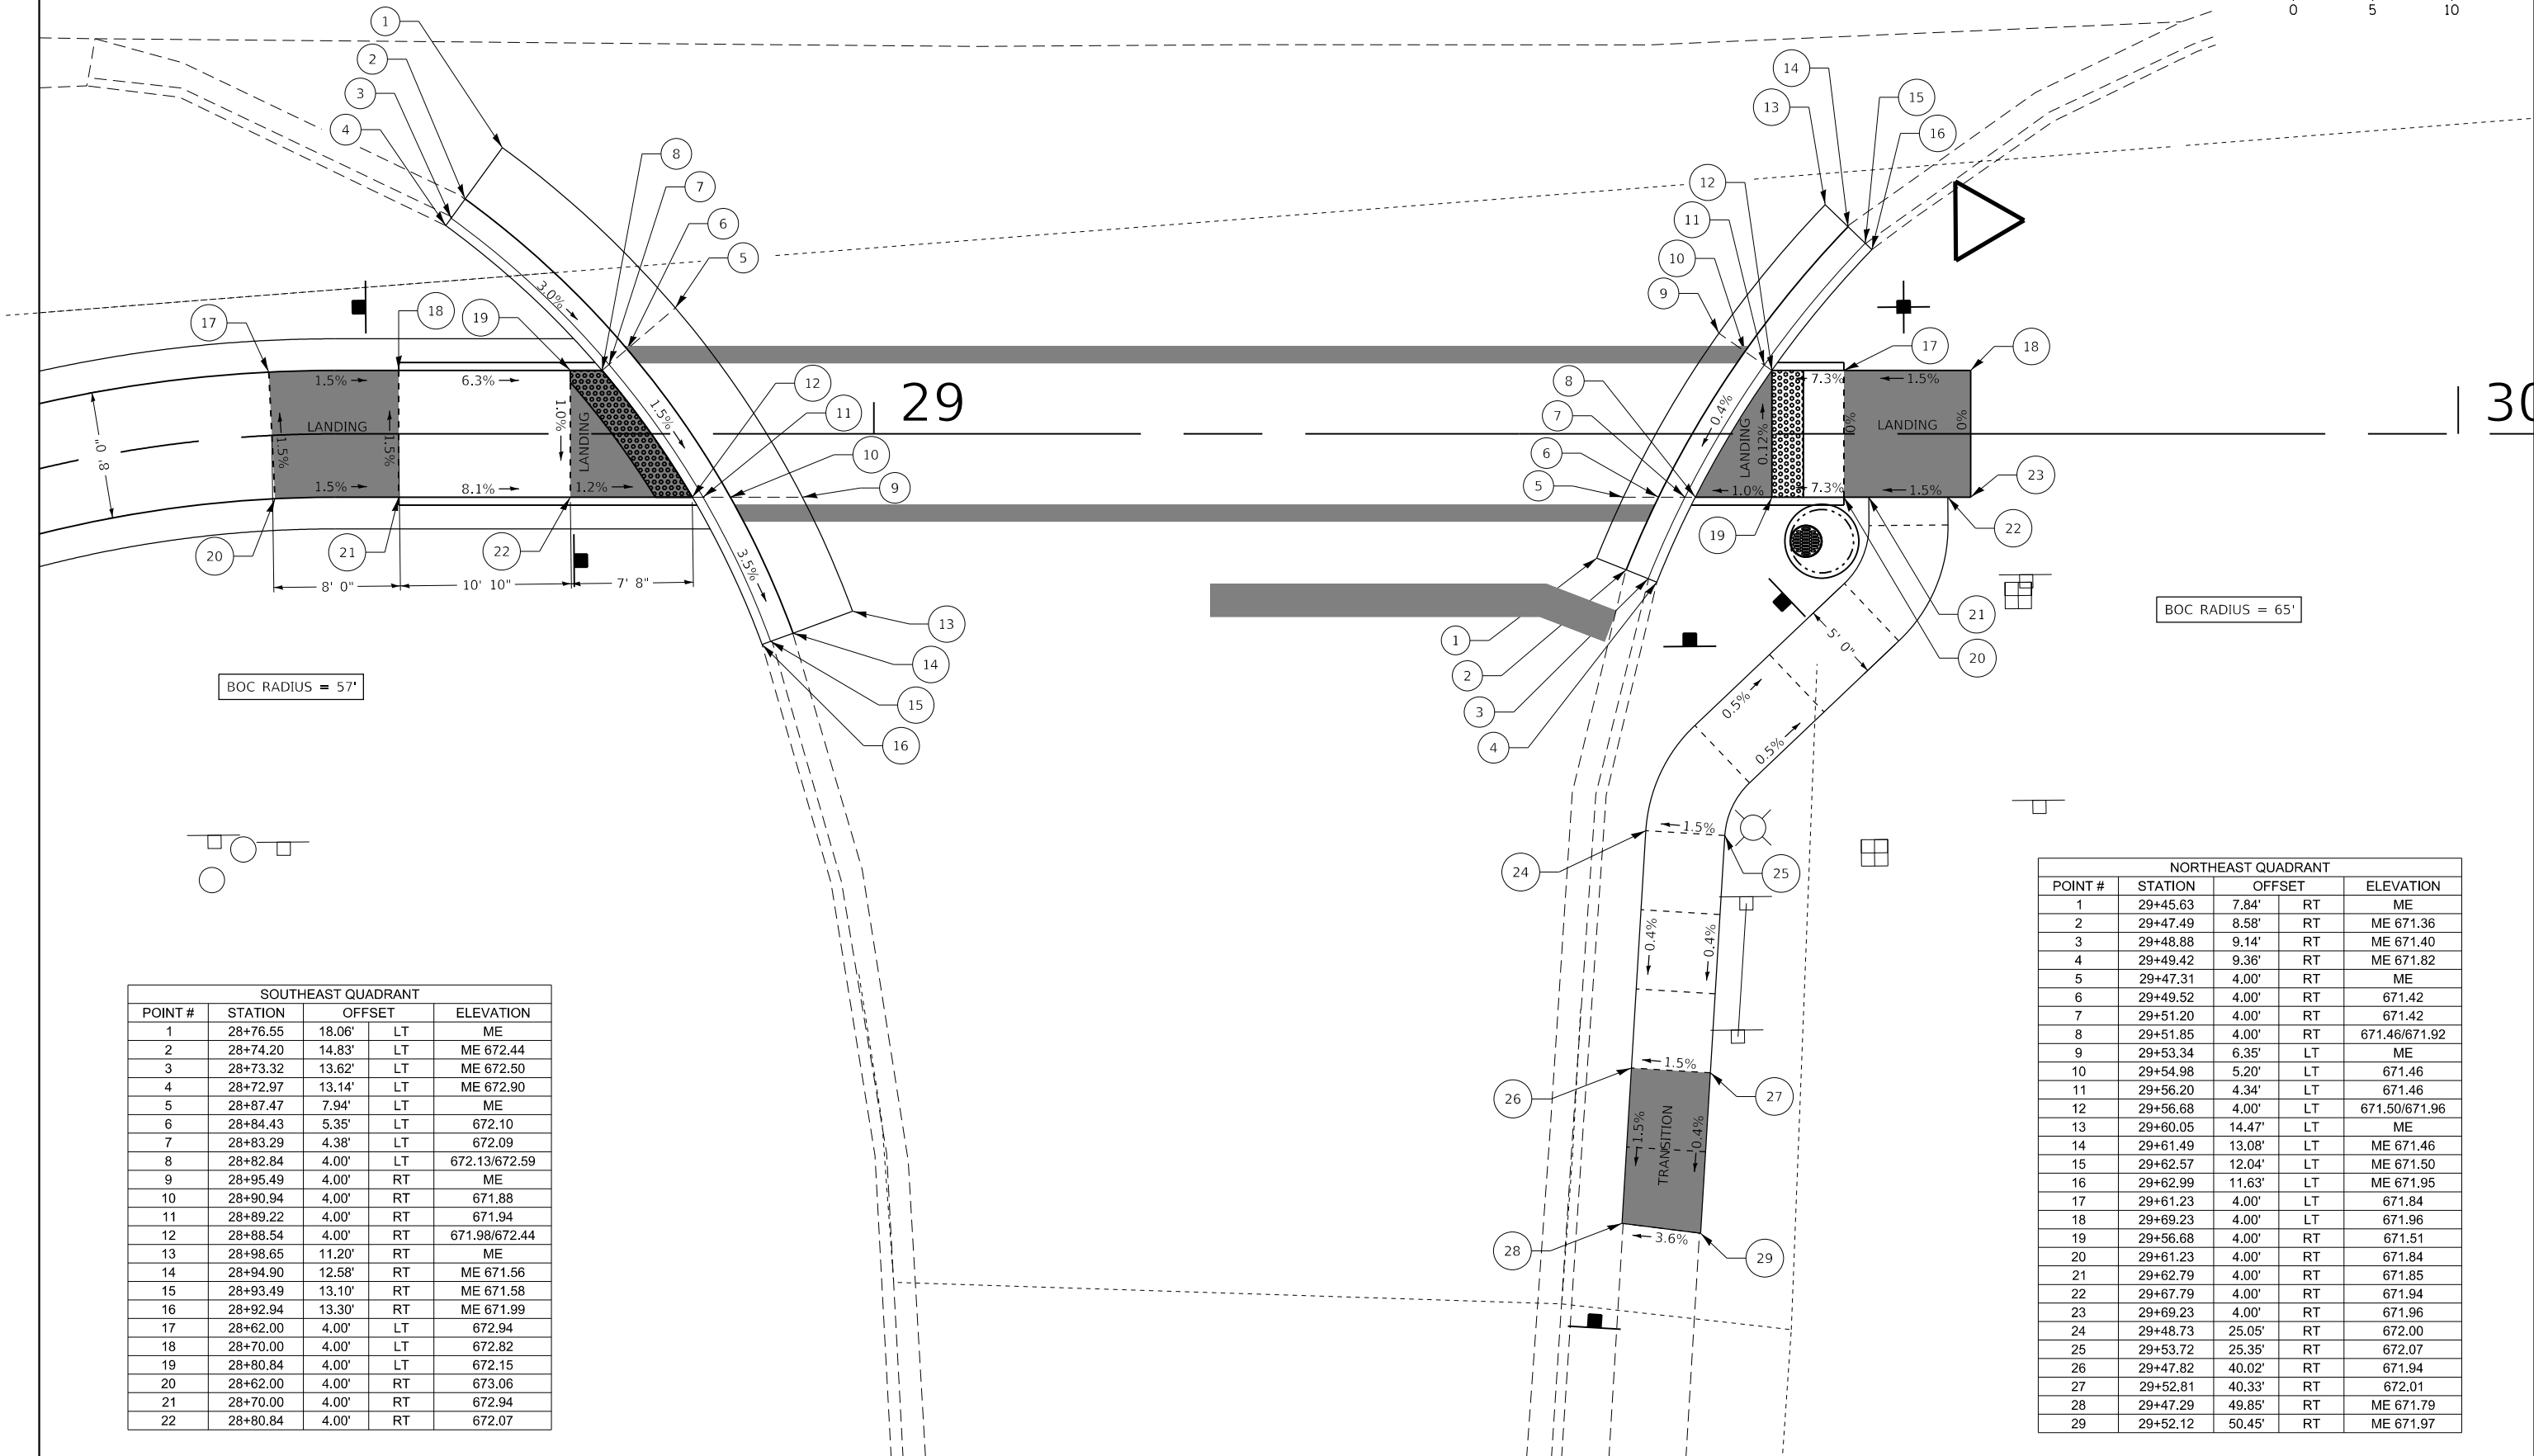 0 5 10
1
2
3
4
8
7
6
5
17
18
19
12
11
10
9
13
14
15
16
20
21
22
3.0%
1.5%
3.5%
1.5%
6.3%
LANDING
1.5%
1.5%
1.5%
8.1%
1.0%
LANDING
1.2%
8' 0"
8' 0"
10' 10"
7' 8"
29
30
BOC RADIUS = 57'
14
13
15
16
12
11
10
9
8
7
6
5
17
18
19
23
22
21
20
1
2
3
4
0.4%
7.3%
1.5%
LANDING
0.12%
0%
LANDING
0%
1.0%
7.3%
1.5%
BOC RADIUS = 65'
5' 0"
0.5%
0.5%
1.5%
24
25
0.4%
0.4%
1.5%
26
27
1.5%
TRANSITION
0.4%
28
3.6%
29
SOUTHEAST QUADRANT
POINT # STATION OFFSET ELEVATION
1 28+76.55 18.06' LT ME
2 28+74.20 14.83' LT ME 672.44
3 28+73.32 13.62' LT ME 672.50
4 28+72.97 13.14' LT ME 672.90
5 28+87.47 7.94' LT ME
6 28+84.43 5.35' LT 672.10
7 28+83.29 4.38' LT 672.09
8 28+82.84 4.00' LT 672.13/672.59
9 28+95.49 4.00' RT ME
10 28+90.94 4.00' RT 671.88
11 28+89.22 4.00' RT 671.94
12 28+88.54 4.00' RT 671.98/672.44
13 28+98.65 11.20' RT ME
14 28+94.90 12.58' RT ME 671.56
15 28+93.49 13.10' RT ME 671.58
16 28+92.94 13.30' RT ME 671.99
17 28+62.00 4.00' LT 672.94
18 28+70.00 4.00' LT 672.82
19 28+80.84 4.00' LT 672.15
20 28+62.00 4.00' RT 673.06
21 28+70.00 4.00' RT 672.94
22 28+80.84 4.00' RT 672.07
NORTHEAST QUADRANT
POINT # STATION OFFSET ELEVATION
1 29+45.63 7.84' RT ME
2 29+47.49 8.58' RT ME 671.36
3 29+48.88 9.14' RT ME 671.40
4 29+49.42 9.36' RT ME 671.82
5 29+47.31 4.00' RT ME
6 29+49.52 4.00' RT 671.42
7 29+51.20 4.00' RT 671.42
8 29+51.85 4.00' RT 671.46/671.92
9 29+53.34 6.35' LT ME
10 29+54.98 5.20' LT 671.46
11 29+56.20 4.34' LT 671.46
12 29+56.68 4.00' LT 671.50/671.96
13 29+60.05 14.47' LT ME
14 29+61.49 13.08' LT ME 671.46
15 29+62.57 12.04' LT ME 671.50
16 29+62.99 11.63' LT ME 671.95
17 29+61.23 4.00' LT 671.84
18 29+69.23 4.00' LT 671.96
19 29+56.68 4.00' RT 671.51
20 29+61.23 4.00' RT 671.84
21 29+62.79 4.00' RT 671.85
22 29+67.79 4.00' RT 671.94
23 29+69.23 4.00' RT 671.96
24 29+48.73 25.05' RT 672.00
25 29+53.72 25.35' RT 672.07
26 29+47.82 40.02' RT 671.94
27 29+52.81 40.33' RT 672.01
28 29+47.29 49.85' RT ME 671.79
29 29+52.12 50.45' RT ME 671.97